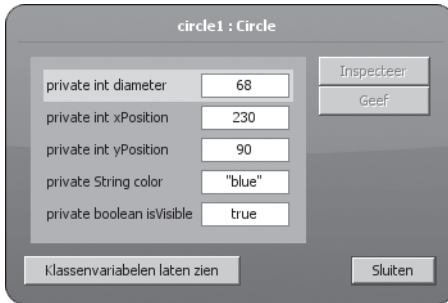 circle1 : Circle
private int diameter 68
private int xPosition 230
private int yPosition 90
private String color "blue"
private boolean isVisible true
Inspecteer
Geef
Klassenvariabelen laten zien
Sluiten